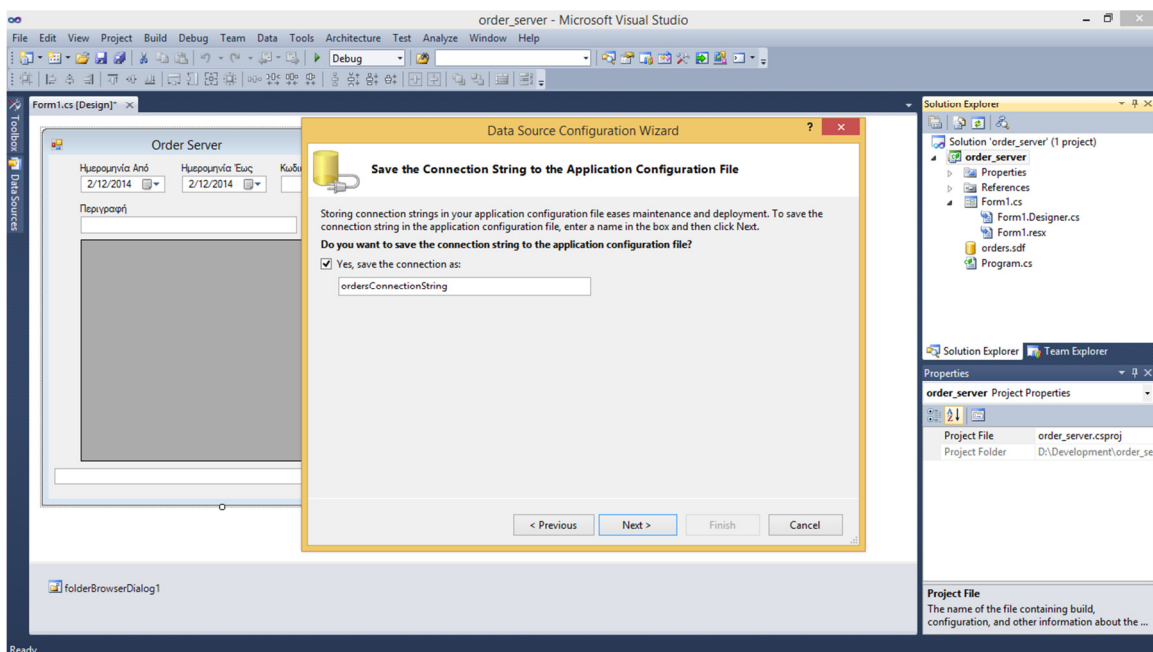 order_server - Microsoft Visual Studio
File Edit View Project Build Debug Team Data Tools Architecture Test Analyze Window Help
Debug
Form1.cs [Design]*
Toolbox
Data Sources
Order Server
Ημερομηνία Από Ημερομηνία Έως
2/12/2014 2/12/2014
Περιγραφή
folderBrowserDialog1
Data Source Configuration Wizard
Save the Connection String to the Application Configuration File
Storing connection strings in your application configuration file eases maintenance and deployment. To save the
connection string in the application configuration file, enter a name in the box and then click Next.
Do you want to save the connection string to the application configuration file?
Yes, save the connection as:
ordersConnectionString
< Previous Next > Finish Cancel
Solution Explorer
Solution 'order_server' (1 project)
order_server
Properties
References
Form1.cs
Form1.Designer.cs
Form1.resx
orders.sdf
Program.cs
Solution Explorer Team Explorer
Properties
order_server Project Properties
Project File order_server.csproj
Project Folder D:\Development\order_se
Project File
The name of the file containing build,
configuration, and other information about the ...
Ready